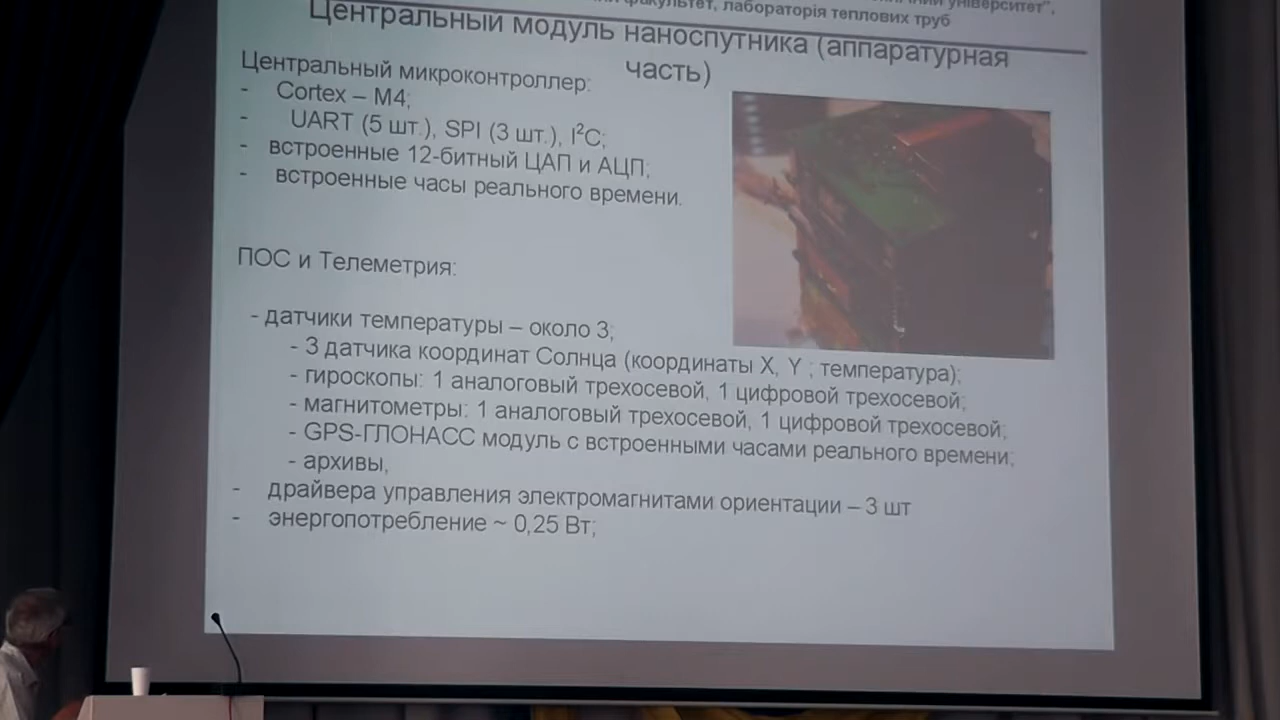 університет",
факультет, лабораторія теплових труб
Центральный модуль наноспутника (аппаратурная
часть)
Центральный микроконтроллер:
- Cortex – M4;
- UART (5 шт.), SPI (3 шт.), I²C;
- встроенные 12-битный ЦАП и АЦП;
- встроенные часы реального времени.
ПОС и Телеметрия:
- датчики температуры – около 3;
- 3 датчика координат Солнца (координаты X, Y ; температура);
- гироскопы: 1 аналоговый трехосевой, 1 цифровой трехосевой;
- магнитометры: 1 аналоговый трехосевой, 1 цифровой трехосевой;
- GPS-ГЛОНАСС модуль с встроенными часами реального времени;
- архивы,
- драйвера управления электромагнитами ориентации – 3 шт
- энергопотребление ~ 0,25 Вт;